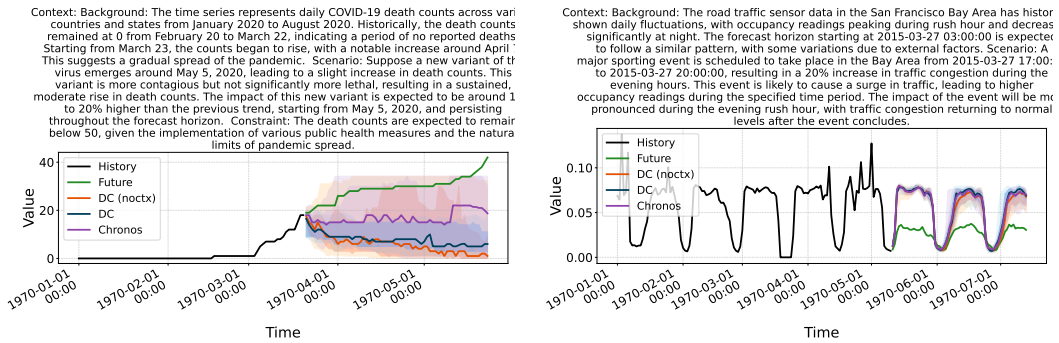 Context: Background: The time series represents daily COVID-19 death counts across
countries and states from January 2020 to August 2020. Historically, the death counts
remained at 0 from February 20 to March 22, indicating a period of no reported deaths
Starting from March 23, the counts began to rise, with a notable increase around April
This suggests a gradual spread of the pandemic. Scenario: Suppose a new variant of
virus emerges around May 5, 2020, leading to a slight increase in death counts. This
variant is more contagious but not significantly more lethal, resulting in a sustained,
moderate rise in death counts. The impact of this new variant is expected to be around
to 20% higher than the previous trend, starting from May 5, 2020, and persisting
throughout the forecast horizon. Constraint: The death counts are expected to remain
below 50, given the implementation of various public health measures and the natura
limits of pandemic spread.
40
20
0
Value
History
Future
DC (noctx)
DC
Chronos
1970-01-01 00:00
1970-02-01 00:00
1970-03-01 00:00
1970-04-01 00:00
1970-05-01 00:00
Time
Context: Background: The road traffic sensor data in the San Francisco Bay Area has
shown daily fluctuations, with occupancy readings peaking during rush hour and decreas
significantly at night. The forecast horizon starting at 2015-03-27 03:00:00 is expected
to follow a similar pattern, with some variations due to external factors. Scenario: A
major sporting event is scheduled to take place in the Bay Area from 2015-03-27 17:00:
to 2015-03-27 20:00:00, resulting in a 20% increase in traffic congestion during the
evening hours. This event is likely to cause a surge in traffic, leading to higher
occupancy readings during the specified time period. The impact of the event will be
pronounced during the evening rush hour, with traffic congestion returning to normal
levels after the event concludes.
0.10
0.05
0.00
Value
History
Future
DC (noctx)
DC
Chronos
1970-01-01 00:00
1970-02-01 00:00
1970-03-01 00:00
1970-04-01 00:00
1970-05-01 00:00
1970-06-01 00:00
1970-07-01 00:00
Time